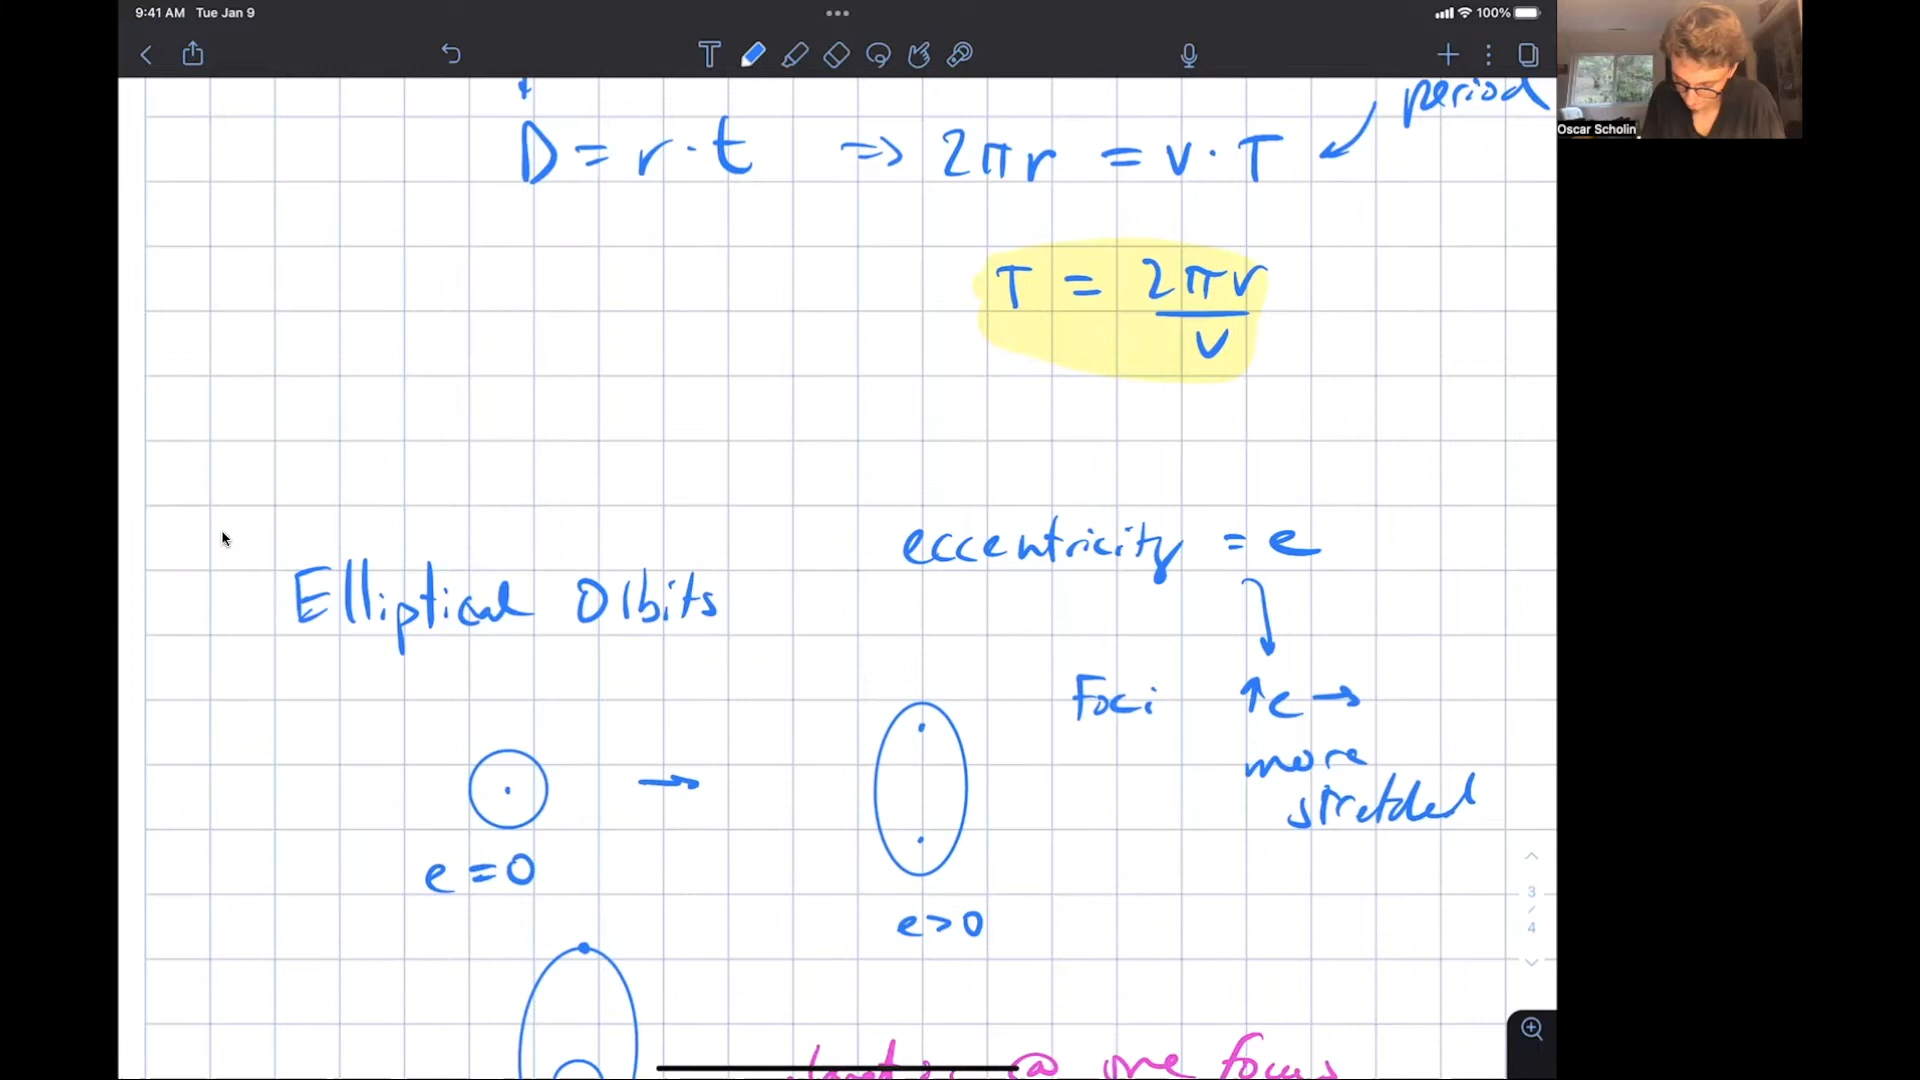 9:41 AM Tue Jan 9
100%
period
D = r · t => 2πr = v · T
Oscar Scholin
T = 2πr
v
eccentricity = e
Elliptical Orbits
Foci ↑e →
more
stretched
e = 0
e > 0
3
/
4
@ one focus